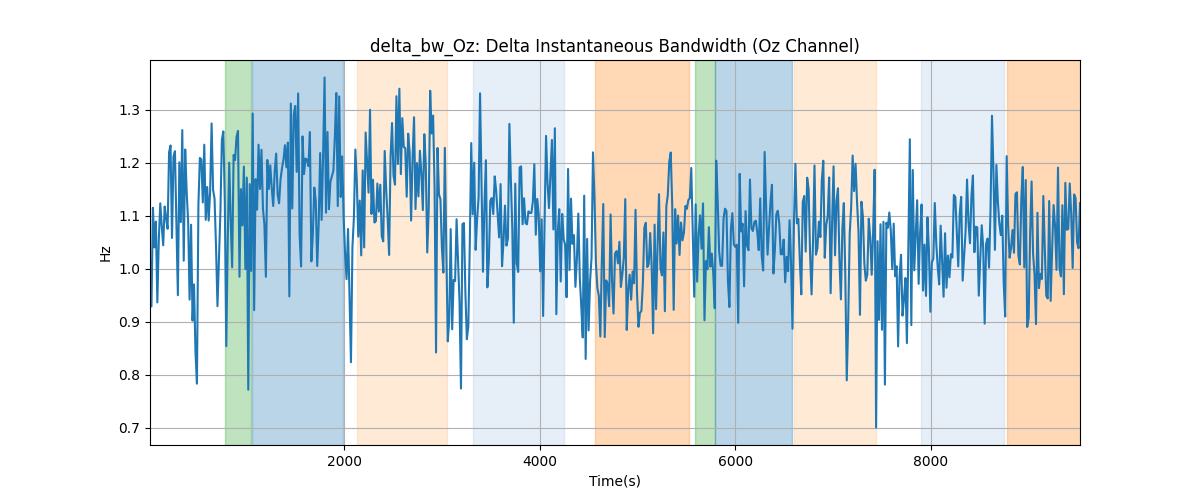 delta_bw_Oz: Delta Instantaneous Bandwidth (Oz Channel)
1.3
1.2
1.1
1.0
0.9
0.8
0.7
Hz
2000 4000 6000 8000
Time(s)